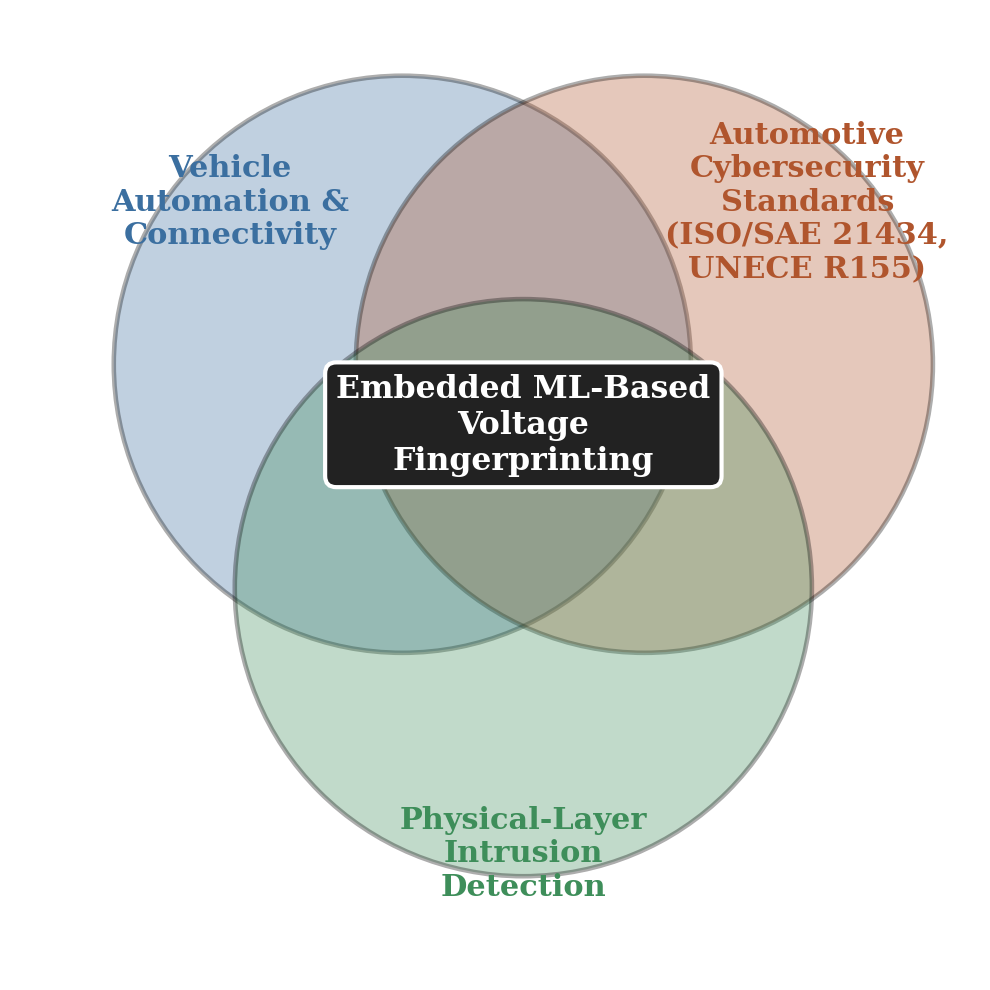 Vehicle
Automation &
Connectivity
Automotive
Cybersecurity
Standards
(ISO/SAE 21434,
UNECE R155)
Embedded ML-Based
Voltage
Fingerprinting
Physical-Layer
Intrusion
Detection